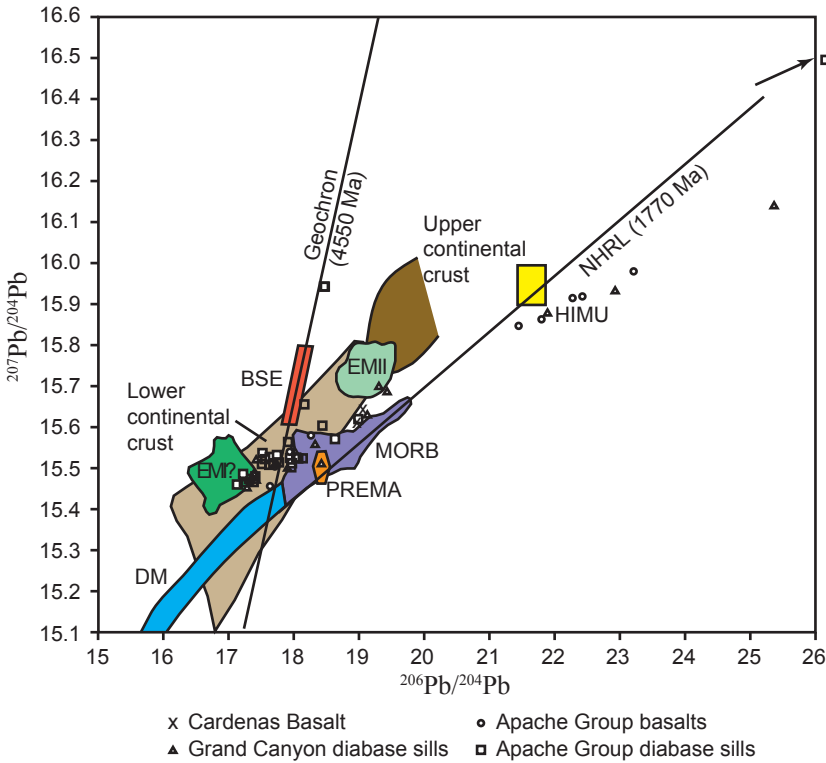 16.6
16.5
16.4
16.3
16.2
16.1
16.0
15.9
15.8
15.7
15.6
15.5
15.4
15.3
15.2
15.1
207Pb/204Pb
Geochron
(4550 Ma)
NHRL (1770 Ma)
Upper
continental
crust
HIMU
BSE
EMII
Lower
continental
crust
EMI?
MORB
PREMA
DM
15 16 17 18 19 20 21 22 23 24 25 26
206Pb/204Pb
x Cardenas Basalt
Apache Group basalts
Grand Canyon diabase sills
Apache Group diabase sills